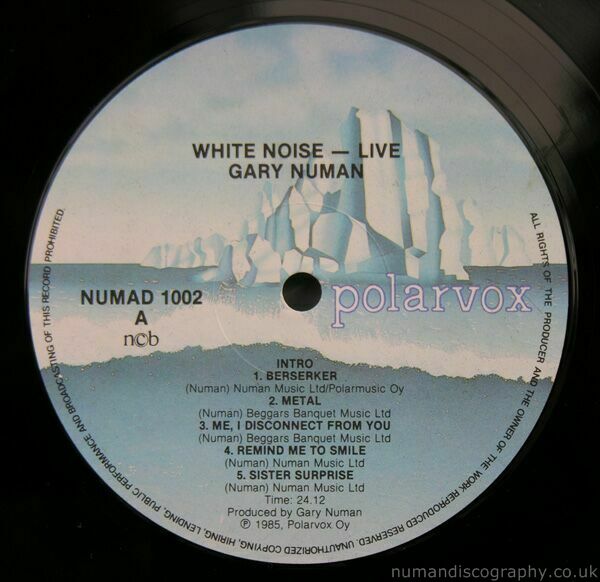 WHITE NOISE — LIVE
GARY NUMAN
NUMAD 1002
A
n©b
polarvox
INTRO
1. BERSERKER
(Numan) Numan Music Ltd/Polarmusic Oy
2. METAL
(Numan) Beggars Banquet Music Ltd
3. ME, I DISCONNECT FROM YOU
(Numan) Beggars Banquet Music Ltd
4. REMIND ME TO SMILE
(Numan) Numan Music Ltd
5. SISTER SURPRISE
(Numan) Numan Music Ltd
Time: 24.12
Produced by Gary Numan
℗ 1985, Polarvox Oy
ALL RIGHTS OF THE PRODUCER AND THE OWNER OF THE WORK REPRODUCED RESERVED. UNAUTHORIZED COPYING, HIRING, LENDING, PUBLIC PERFORMANCE AND BROADCASTING OF THIS RECORD PROHIBITED.
numandiscography.co.uk